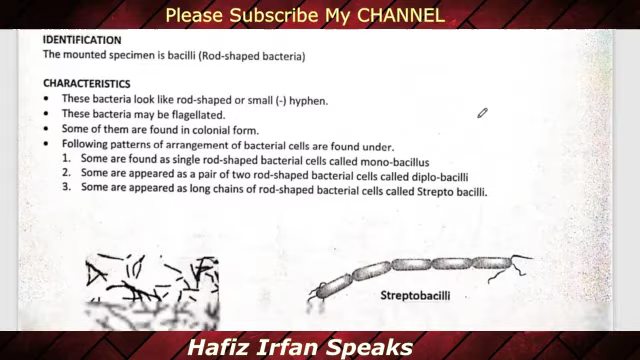 Please Subscribe My CHANNEL
IDENTIFICATION
The mounted specimen is bacilli (Rod-shaped bacteria)
CHARACTERISTICS
• These bacteria look like rod-shaped or small (-) hyphen.
• These bacteria may be flagellated.
• Some of them are found in colonial form.
• Following patterns of arrangement of bacterial cells are found under.
1. Some are found as single rod-shaped bacterial cells called mono-bacillus
2. Some are appeared as a pair of two rod-shaped bacterial cells called diplo-bacilli
3. Some are appeared as long chains of rod-shaped bacterial cells called Strepto bacilli.
Streptobacilli
Hafiz Irfan Speaks